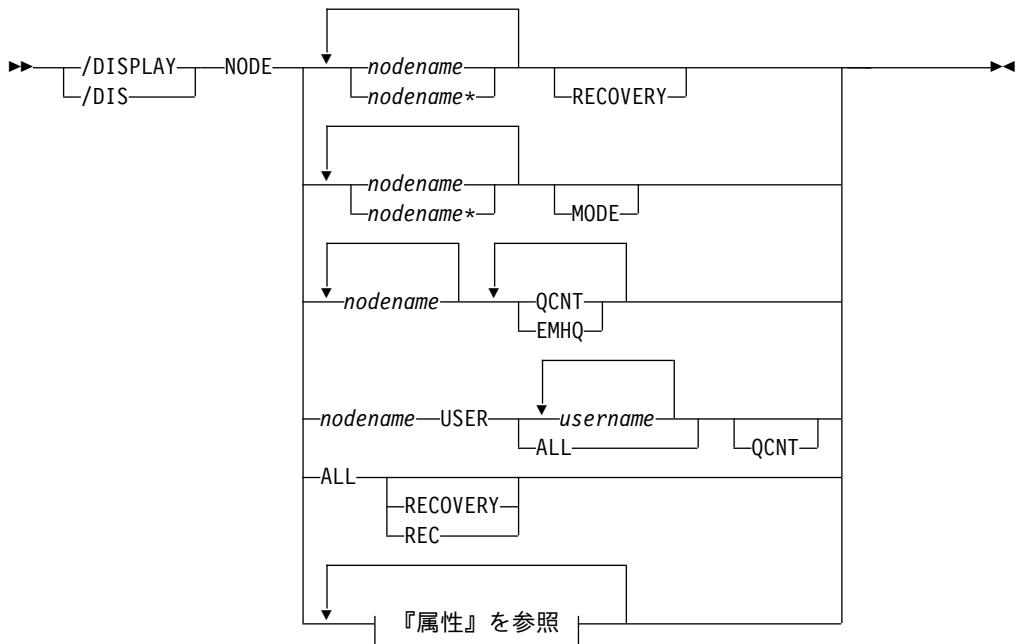 /DISPLAY NODE nodename
/DIS nodename* RECOVERY
nodename
nodename* MODE
nodename QCNT
EMHQ
nodename USER username
ALL QCNT
ALL
RECOVERY
REC
『属性』を参照